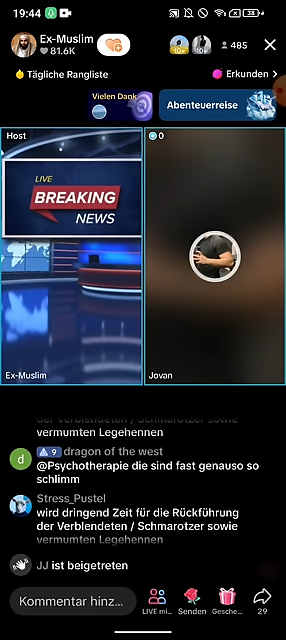 19:44
38
Ex-Muslim
81.6K
10+
10+
485
Tägliche Rangliste
Erkunden >
Vielen Dank
Abenteuerreise
Host
0
LIVE
BREAKING
NEWS
Ex-Muslim
Jovan
der Verblendeten / Schmarotzer sowie
vermumten Legehennen
d
9 dragon of the west
@Psychotherapie die sind fast genauso so
schlimm
Stress_Pustel
wird dringend Zeit für die Rückführung
der Verblendeten / Schmarotzer sowie
vermumten Legehennen
JJ ist beigetreten
Kommentar hinz...
LIVE mi...
Senden
Gesche...
29